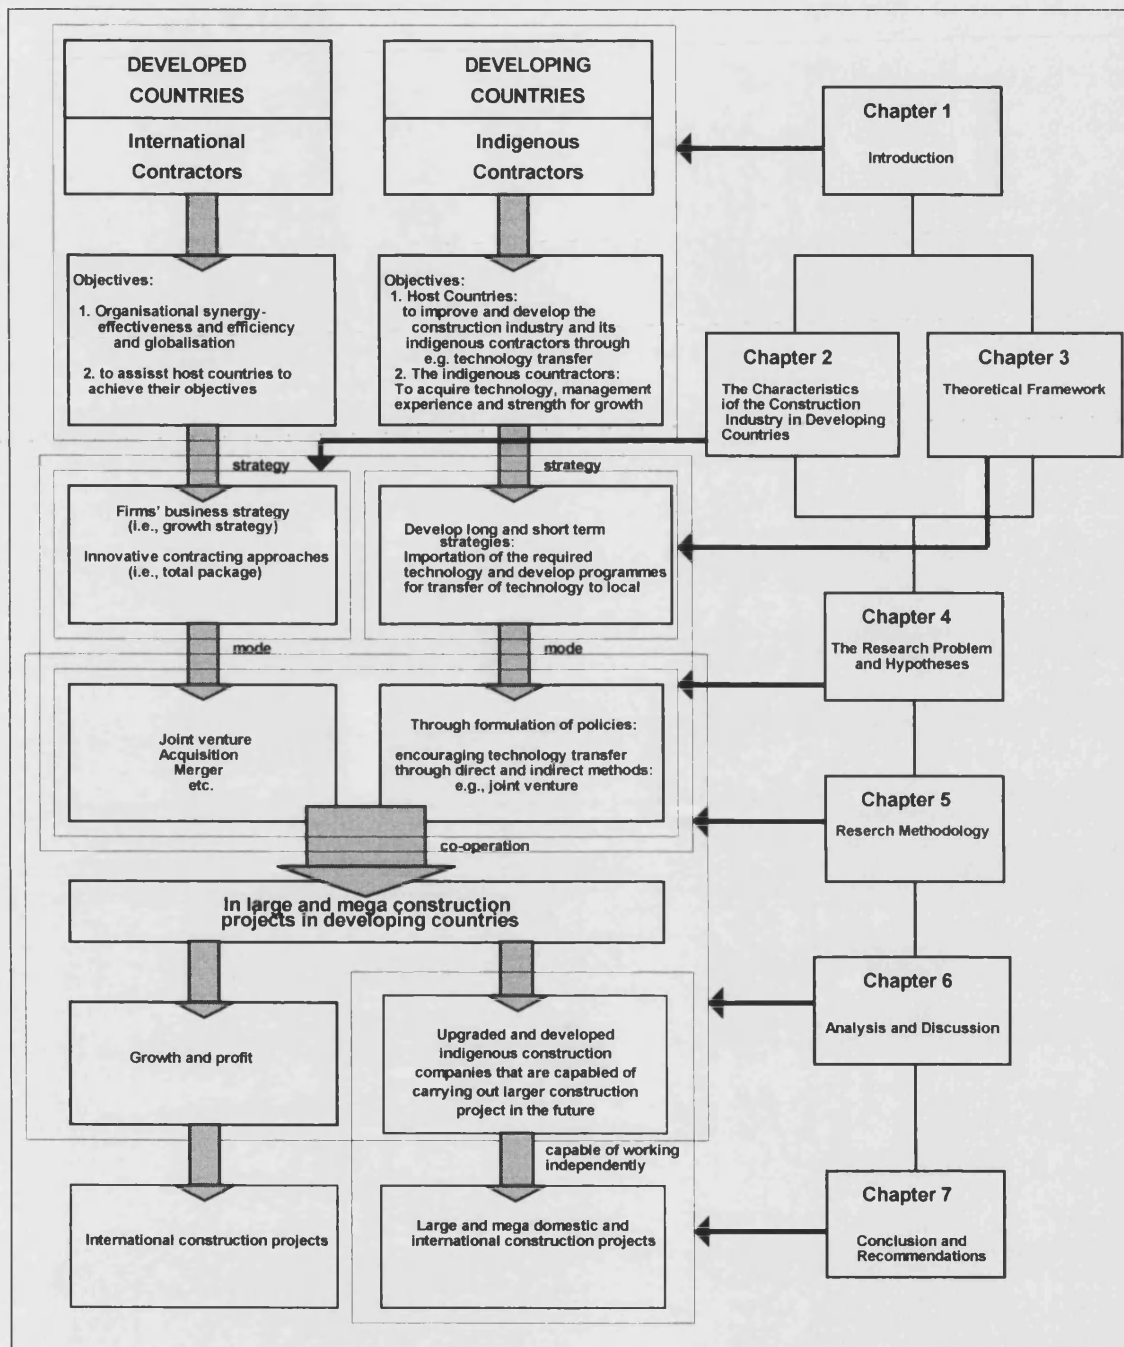 DEVELOPED
COUNTRIES
International
Contractors
DEVELOPING
COUNTRIES
Indigenous
Contractors
Chapter 1
Introduction
Objectives:
1. Organisational synergy-
effectiveness and efficiency
and globalisation
2. to assisst host countries to
achieve their objectives
Objectives:
1. Host Countries:
to improve and develop the
construction industry and its
indigenous contractors through
e.g. technology transfer
2. The indigenous countractors:
To acquire technology, management
experience and strength for growth
Chapter 2
The Characteristics
iof the Construction
Industry in Developing
Countries
Chapter 3
Theoretical Framework
strategy
strategy
Firms' business strategy
(i.e., growth strategy)
Innovative contracting approaches
(i.e., total package)
Develop long and short term
strategies:
Importation of the required
technology and develop programmes
for transfer of technology to local
Chapter 4
The Research Problem
and Hypotheses
mode
mode
Joint venture
Acquisition
Merger
etc.
Through formulation of policies:
encouraging technology transfer
through direct and indirect methods:
e.g., joint venture
Chapter 5
Reserch Methodology
co-operation
In large and mega construction
projects in developing countries
Chapter 6
Analysis and Discussion
Growth and profit
Upgraded and developed
indigenous construction
companies that are capabled of
carrying out larger construction
project in the future
capable of working
independently
International construction projects
Large and mega domestic and
international construction projects
Chapter 7
Conclusion and
Recommendations